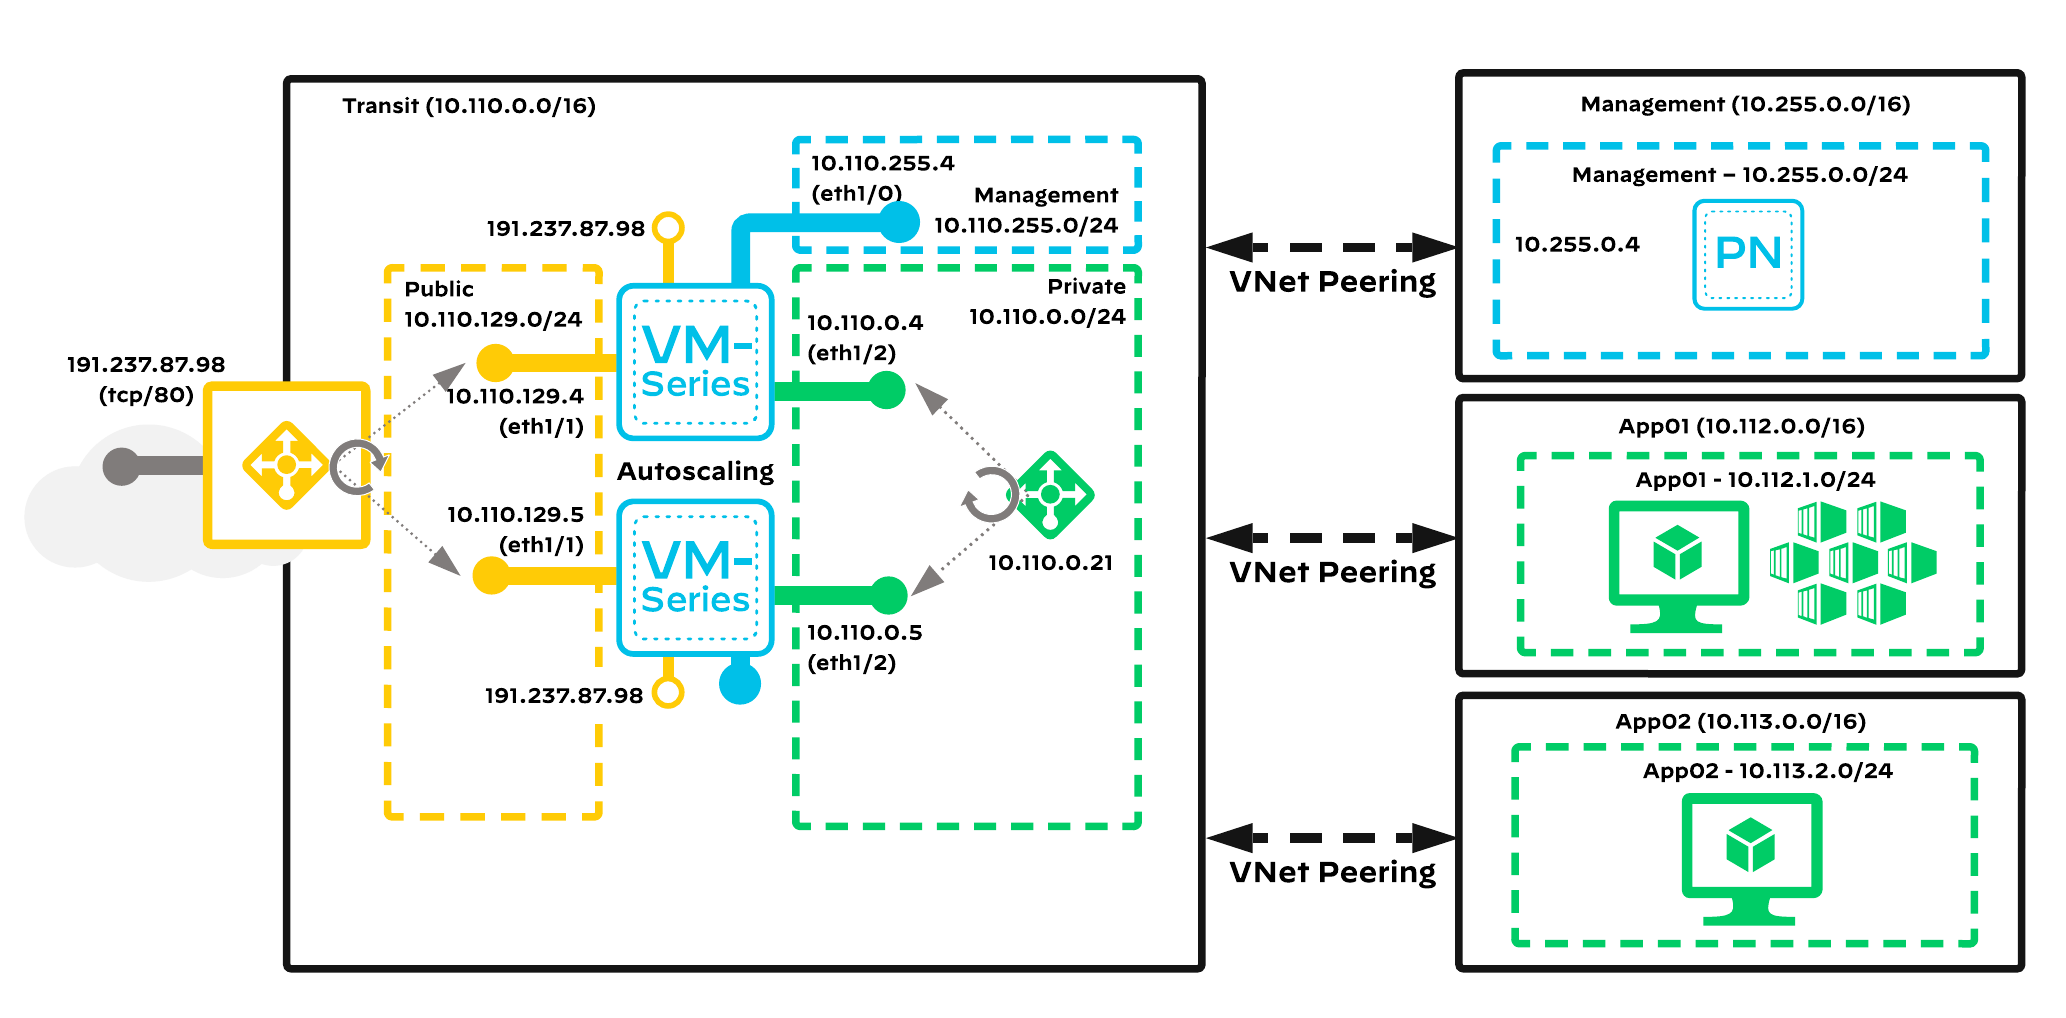 Transit (10.110.0.0/16)
10.110.255.4
(eth1/0)
Management
10.110.255.0/24
191.237.87.98
Public
10.110.129.0/24
VM-
Series
10.110.0.4
(eth1/2)
Private
10.110.0.0/24
191.237.87.98
(tcp/80)
10.110.129.4
(eth1/1)
Autoscaling
10.110.129.5
(eth1/1)
VM-
Series
10.110.0.21
10.110.0.5
(eth1/2)
191.237.87.98
VNet Peering
VNet Peering
VNet Peering
Management (10.255.0.0/16)
Management – 10.255.0.0/24
10.255.0.4
PN
App01 (10.112.0.0/16)
App01 - 10.112.1.0/24
App02 (10.113.0.0/16)
App02 - 10.113.2.0/24